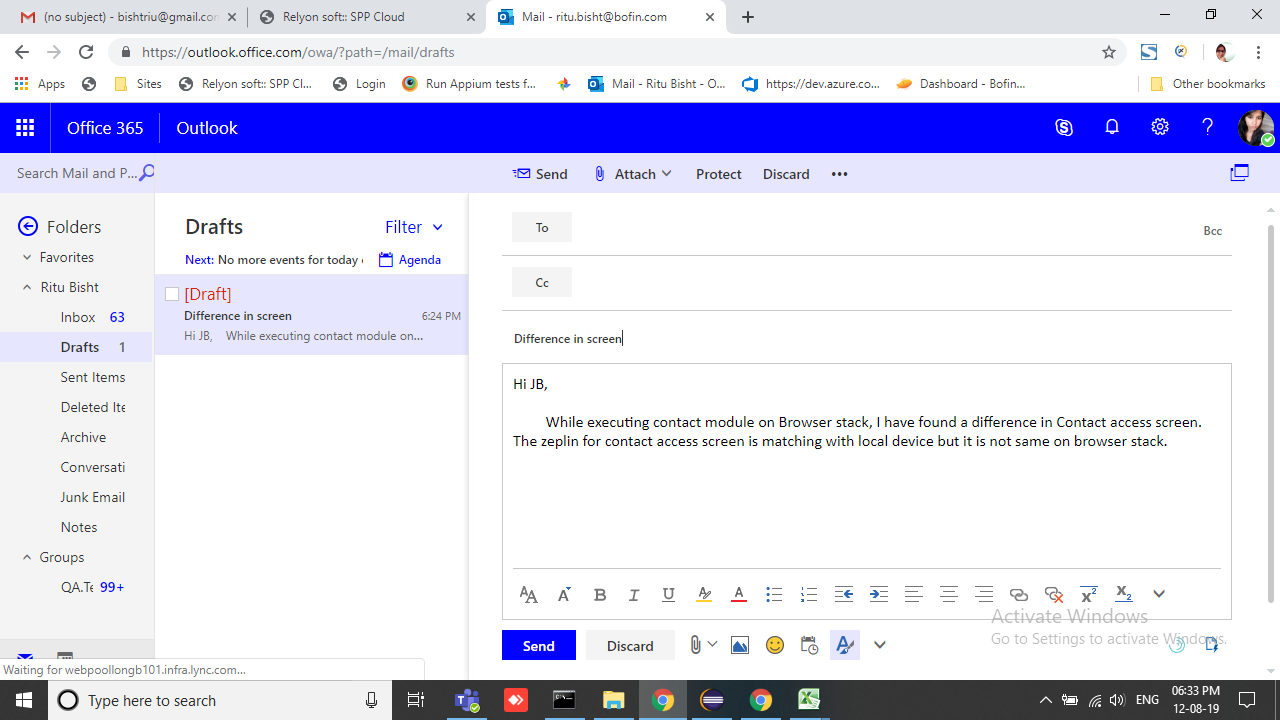 (no subject) - bishtriu@gmail.con
Relyon soft:: SPP Cloud
Mail - ritu.bisht@bofin.com
https://outlook.office.com/owa/?path=/mail/drafts
Apps
Sites
Relyon soft:: SPP Cl...
Login
Run Appium tests f...
Mail - Ritu Bisht - O...
https://dev.azure.co...
Dashboard - Bofin...
Other bookmarks
Office 365
Outlook
Search Mail and P...
Send
Attach
Protect
Discard
Folders
Favorites
Ritu Bisht
Inbox 63
Drafts 1
Sent Items
Deleted Ite
Archive
Conversati
Junk Email
Notes
Groups
QA.Te 99+
Drafts
Filter
Next: No more events for today
Agenda
[Draft]
Difference in screen 6:24 PM
Hi JB, While executing contact module on...
To
Bcc
Cc
Difference in screen
Hi JB,
While executing contact module on Browser stack, I have found a difference in Contact access screen.
The zeplin for contact access screen is matching with local device but it is not same on browser stack.
Activate Windows
Go to Settings to activate Windows.
Send
Discard
Waiting for webpoollongb101.infra.lync.com...
Type here to search
ENG
06:33 PM
12-08-19